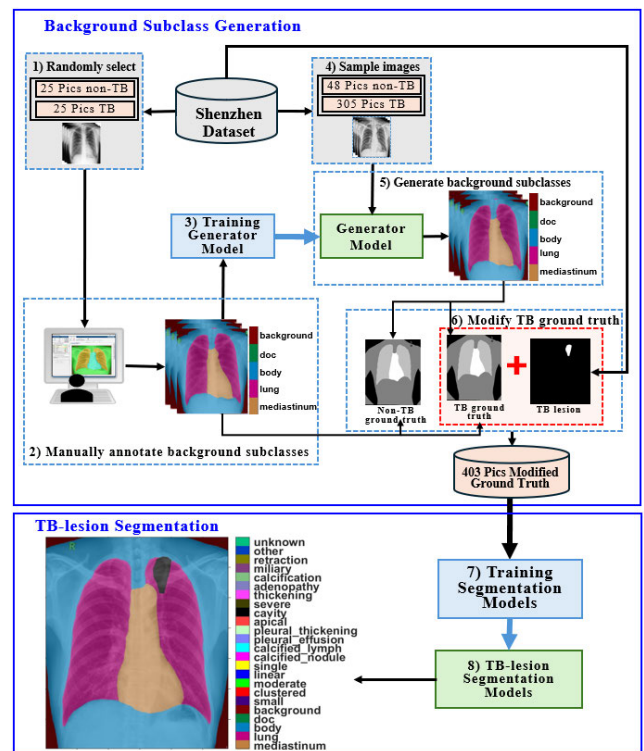 Background Subclass Generation
1) Randomly select
25 Pics non-TB
25 Pics TB
Shenzhen
Dataset
4) Sample images
48 Pics non-TB
305 Pics TB
5) Generate background subclasses
3) Training
Generator
Model
Generator
Model
background
doc
body
lung
mediastinum
6) Modify TB ground truth
background
doc
body
lung
mediastinum
Non-TB
ground truth
TB ground
truth
+
TB lesion
2) Manually annotate background subclasses
403 Pics Modified
Ground Truth
TB-lesion Segmentation
R
unknown
other
retraction
miliary
calcification
adenopathy
thickening
severe
cavity
apical
pleural_thickening
pleural_effusion
calcified_lymph
calcified_nodule
single
linear
moderate
clustered
small
background
doc
body
lung
mediastinum
7) Training
Segmentation
Models
8) TB-lesion
Segmentation
Models